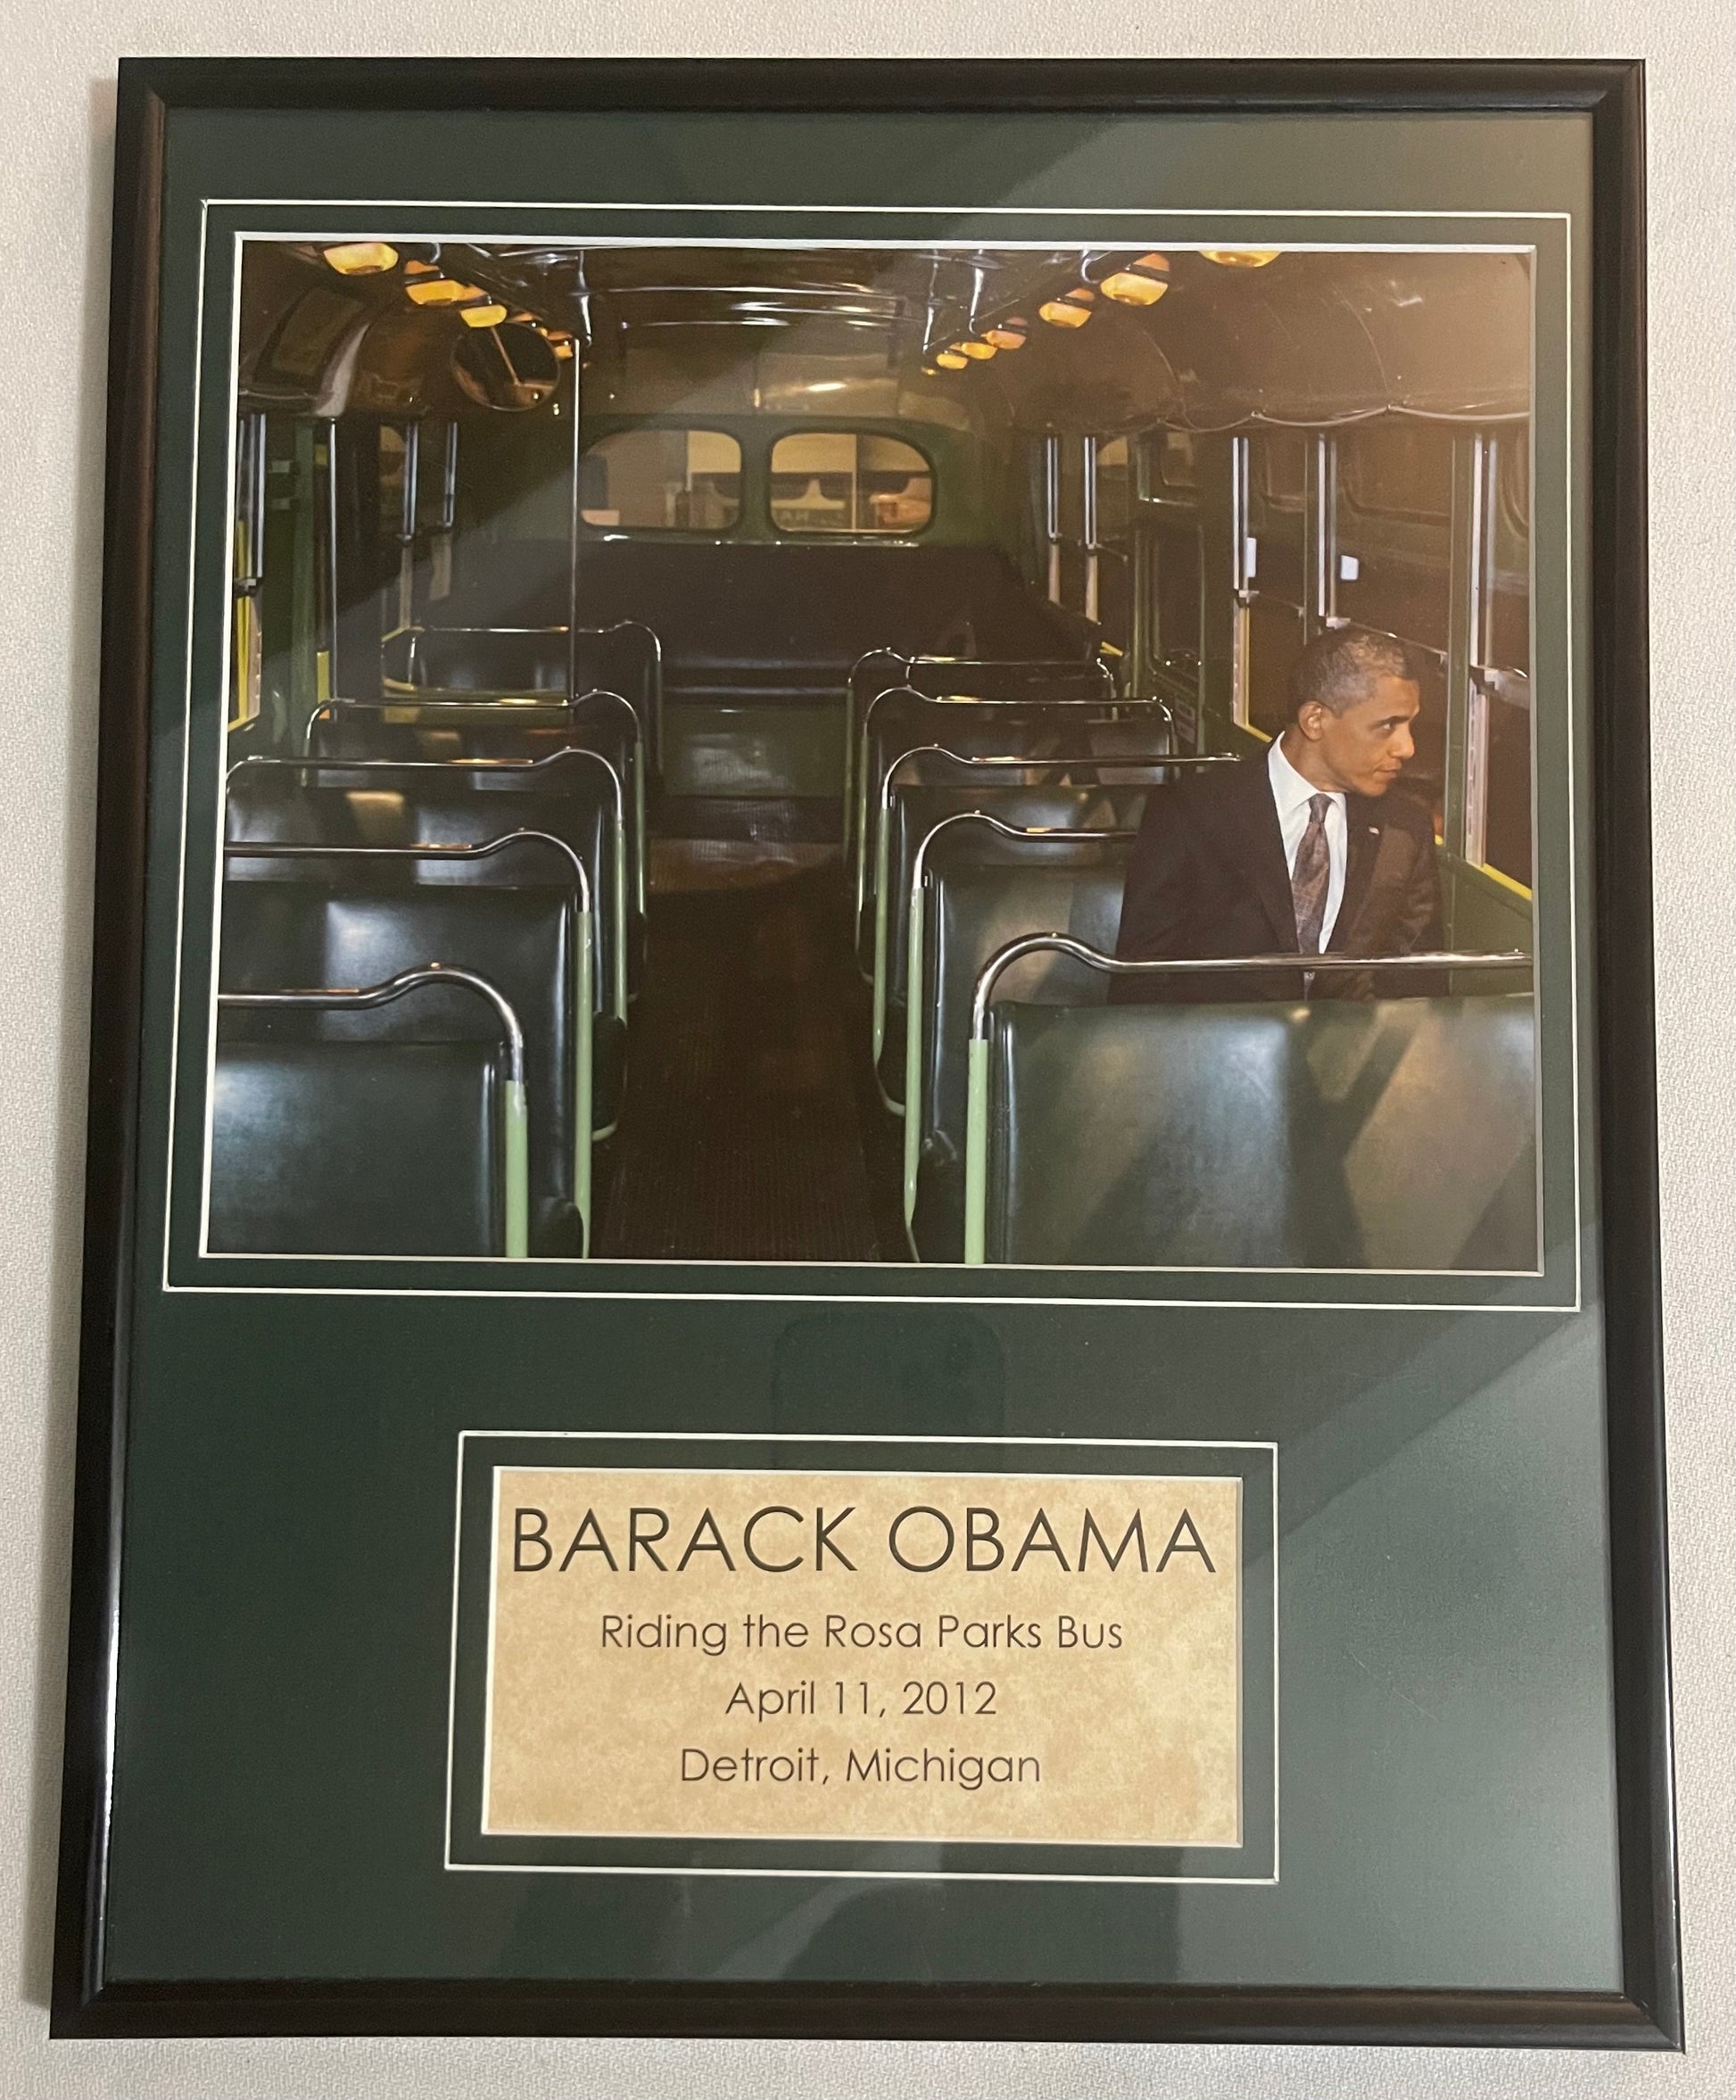 BARACK OBAMA
Riding the Rosa Parks Bus
April 11, 2012
Detroit, Michigan